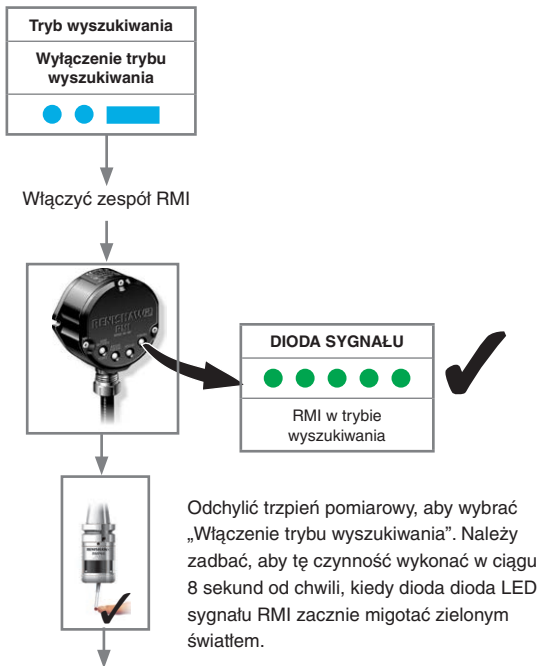 Tryb wyszukiwania
Wyłączenie trybu
wyszukiwania
Włączyć zespół RMI
RENISHAW
RMI
DIODA SYGNAŁU
RMI w trybie
wyszukiwania
Odchylić trzpień pomiarowy, aby wybrać
„Włączenie trybu wyszukiwania”. Należy
zadbać, aby tę czynność wykonać w ciągu
8 sekund od chwili, kiedy dioda dioda LED
sygnału RMI zacznie migotać zielonym
światłem.